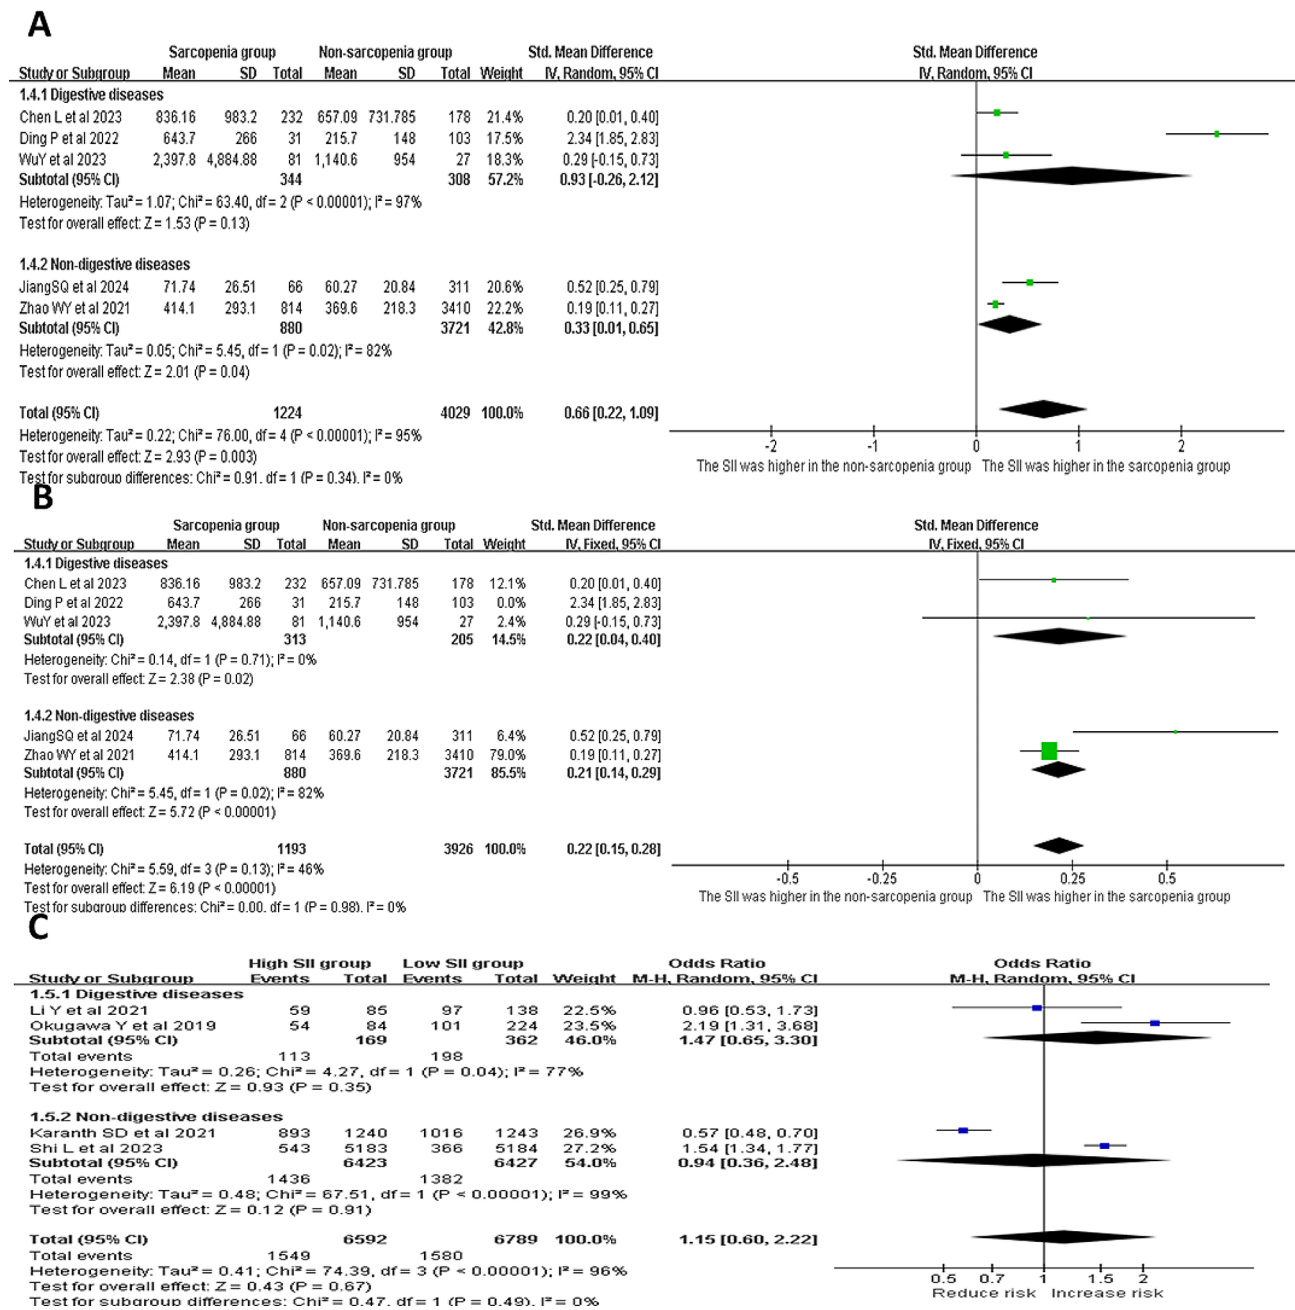 A
Sarcopenia group Non-sarcopenia group Std. Mean Difference Std. Mean Difference
Study or Subgroup Mean SD Total Mean SD Total Weight IV, Random, 95% CI IV, Random, 95% CI
1.4.1 Digestive diseases
Chen L et al 2023 836.16 983.2 232 657.09 731.785 178 21.4% 0.20 [0.01, 0.40]
Ding P et al 2022 643.7 266 31 215.7 148 103 17.5% 2.34 [1.85, 2.83]
WuY et al 2023 2,397.8 4,884.88 81 1,140.6 954 27 18.3% 0.29 [-0.15, 0.73]
Subtotal (95% CI) 344 308 57.2% 0.93 [-0.26, 2.12]
Heterogeneity: Tau² = 1.07; Chi² = 63.40, df = 2 (P < 0.00001); I² = 97%
Test for overall effect: Z = 1.53 (P = 0.13)
1.4.2 Non-digestive diseases
JiangSQ et al 2024 71.74 26.51 66 60.27 20.84 311 20.6% 0.52 [0.25, 0.79]
Zhao WY et al 2021 414.1 293.1 814 369.6 218.3 3410 22.2% 0.19 [0.11, 0.27]
Subtotal (95% CI) 880 3721 42.8% 0.33 [0.01, 0.65]
Heterogeneity: Tau² = 0.05; Chi² = 5.45, df = 1 (P = 0.02); I² = 82%
Test for overall effect: Z = 2.01 (P = 0.04)
Total (95% CI) 1224 4029 100.0% 0.66 [0.22, 1.09]
Heterogeneity: Tau² = 0.22; Chi² = 76.00, df = 4 (P < 0.00001); I² = 95%
Test for overall effect: Z = 2.93 (P = 0.003)
Test for subgroup differences: Chi² = 0.91, df = 1 (P = 0.34), I² = 0%
-2 -1 0 1 2
The SII was higher in the non-sarcopenia group The SII was higher in the sarcopenia group
B
Sarcopenia group Non-sarcopenia group Std. Mean Difference Std. Mean Difference
Study or Subgroup Mean SD Total Mean SD Total Weight IV, Fixed, 95% CI IV, Fixed, 95% CI
1.4.1 Digestive diseases
Chen L et al 2023 836.16 983.2 232 657.09 731.785 178 12.1% 0.20 [0.01, 0.40]
Ding P et al 2022 643.7 266 31 215.7 148 103 0.0% 2.34 [1.85, 2.83]
WuY et al 2023 2,397.8 4,884.88 81 1,140.6 954 27 2.4% 0.29 [-0.15, 0.73]
Subtotal (95% CI) 313 205 14.5% 0.22 [0.04, 0.40]
Heterogeneity: Chi² = 0.14, df = 1 (P = 0.71); I² = 0%
Test for overall effect: Z = 2.38 (P = 0.02)
1.4.2 Non-digestive diseases
JiangSQ et al 2024 71.74 26.51 66 60.27 20.84 311 6.4% 0.52 [0.25, 0.79]
Zhao WY et al 2021 414.1 293.1 814 369.6 218.3 3410 79.0% 0.19 [0.11, 0.27]
Subtotal (95% CI) 880 3721 85.5% 0.21 [0.14, 0.29]
Heterogeneity: Chi² = 5.45, df = 1 (P = 0.02); I² = 82%
Test for overall effect: Z = 5.72 (P < 0.00001)
Total (95% CI) 1193 3926 100.0% 0.22 [0.15, 0.28]
Heterogeneity: Chi² = 5.59, df = 3 (P = 0.13); I² = 46%
Test for overall effect: Z = 6.19 (P < 0.00001)
Test for subgroup differences: Chi² = 0.00, df = 1 (P = 0.98), I² = 0%
-0.5 -0.25 0 0.25 0.5
The SII was higher in the non-sarcopenia group The SII was higher in the sarcopenia group
C
High SII group Low SII group Odds Ratio Odds Ratio
Study or Subgroup Events Total Events Total Weight M-H, Random, 95% CI M-H, Random, 95% CI
1.5.1 Digestive diseases
Li Y et al 2021 59 85 97 138 22.5% 0.96 [0.53, 1.73]
Okugawa Y et al 2019 54 84 101 224 23.5% 2.19 [1.31, 3.68]
Subtotal (95% CI) 169 362 46.0% 1.47 [0.65, 3.30]
Total events 113 198
Heterogeneity: Tau² = 0.26; Chi² = 4.27, df = 1 (P = 0.04); I² = 77%
Test for overall effect: Z = 0.93 (P = 0.35)
1.5.2 Non-digestive diseases
Karanth SD et al 2021 893 1240 1016 1243 26.9% 0.57 [0.48, 0.70]
Shi L et al 2023 543 5183 366 5184 27.2% 1.54 [1.34, 1.77]
Subtotal (95% CI) 6423 6427 54.0% 0.94 [0.36, 2.48]
Total events 1436 1382
Heterogeneity: Tau² = 0.48; Chi² = 67.51, df = 1 (P < 0.00001); I² = 99%
Test for overall effect: Z = 0.12 (P = 0.91)
Total (95% CI) 6592 6789 100.0% 1.15 [0.60, 2.22]
Total events 1549 1580
Heterogeneity: Tau² = 0.41; Chi² = 74.39, df = 3 (P < 0.00001); I² = 96%
Test for overall effect: Z = 0.43 (P = 0.67)
Test for subgroup differences: Chi² = 0.47, df = 1 (P = 0.49), I² = 0%
0.5 0.7 1 1.5 2
Reduce risk Increase risk